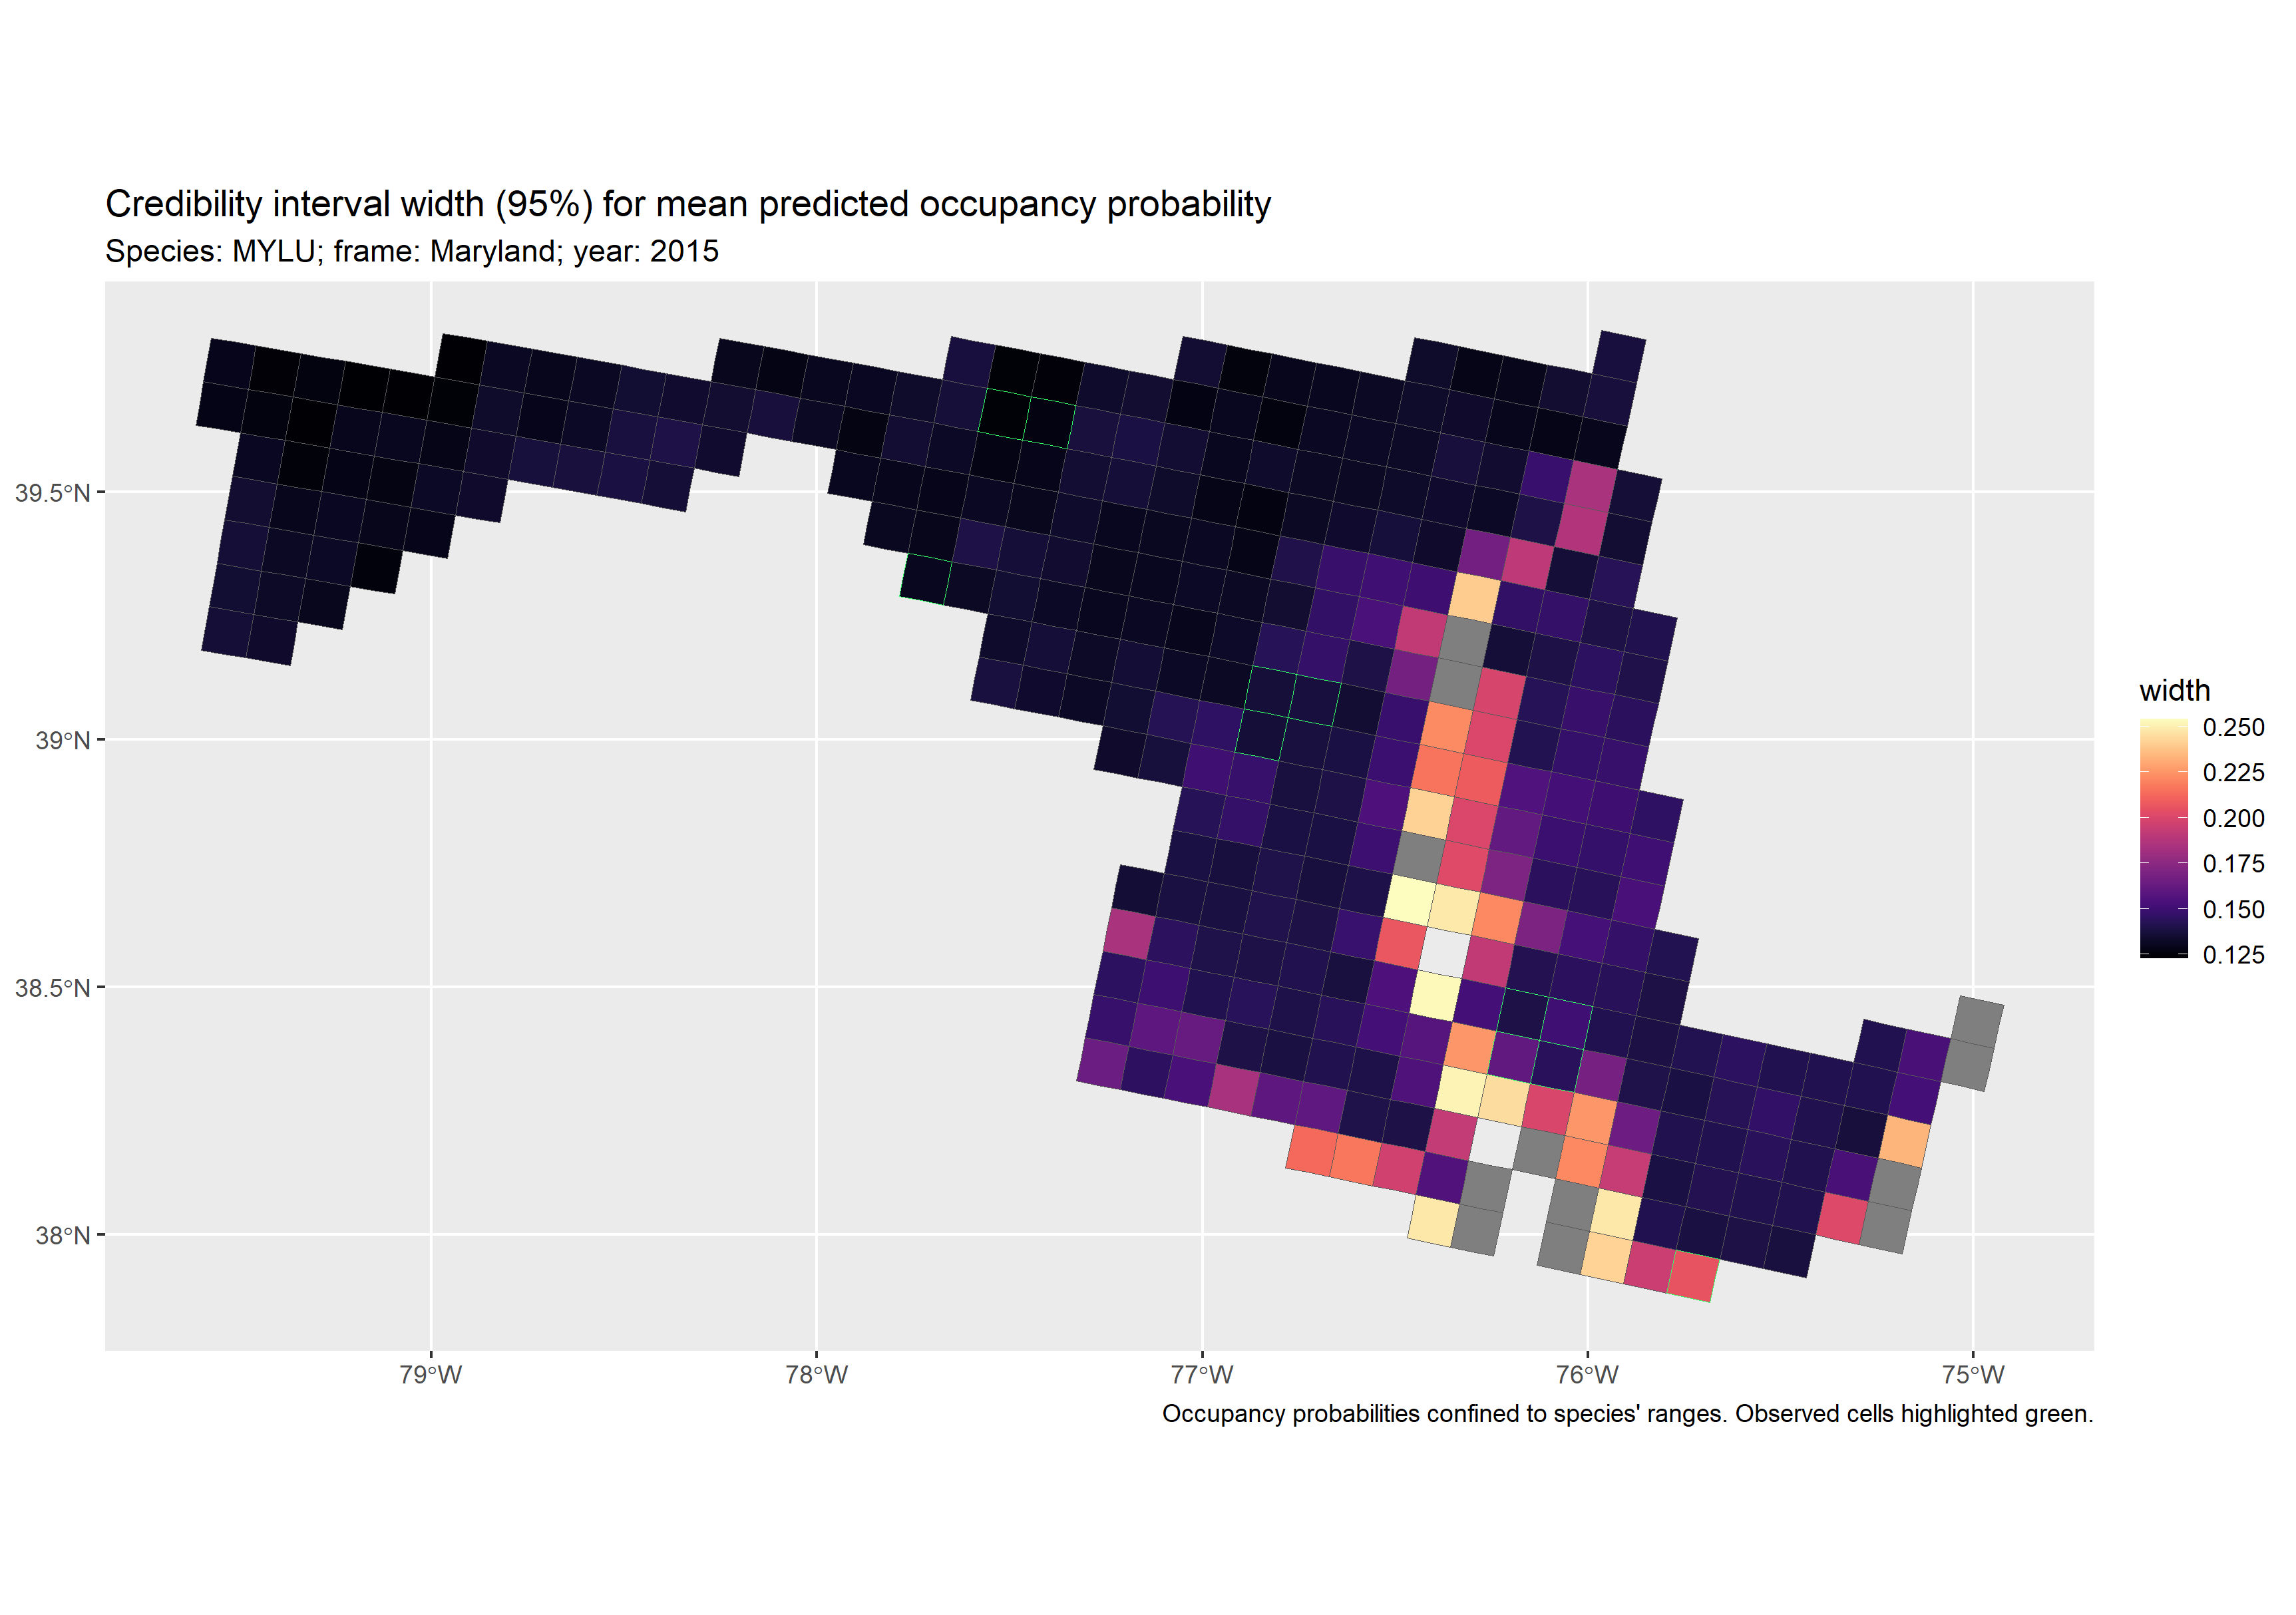 Credibility interval width (95%) for mean predicted occupancy probability
Species: MYLU; frame: Maryland; year: 2015
39.5°N
39°N
38.5°N
38°N
79°W
78°W
77°W
76°W
75°W
width
0.250
0.225
0.200
0.175
0.150
0.125
Occupancy probabilities confined to species' ranges. Observed cells highlighted green.